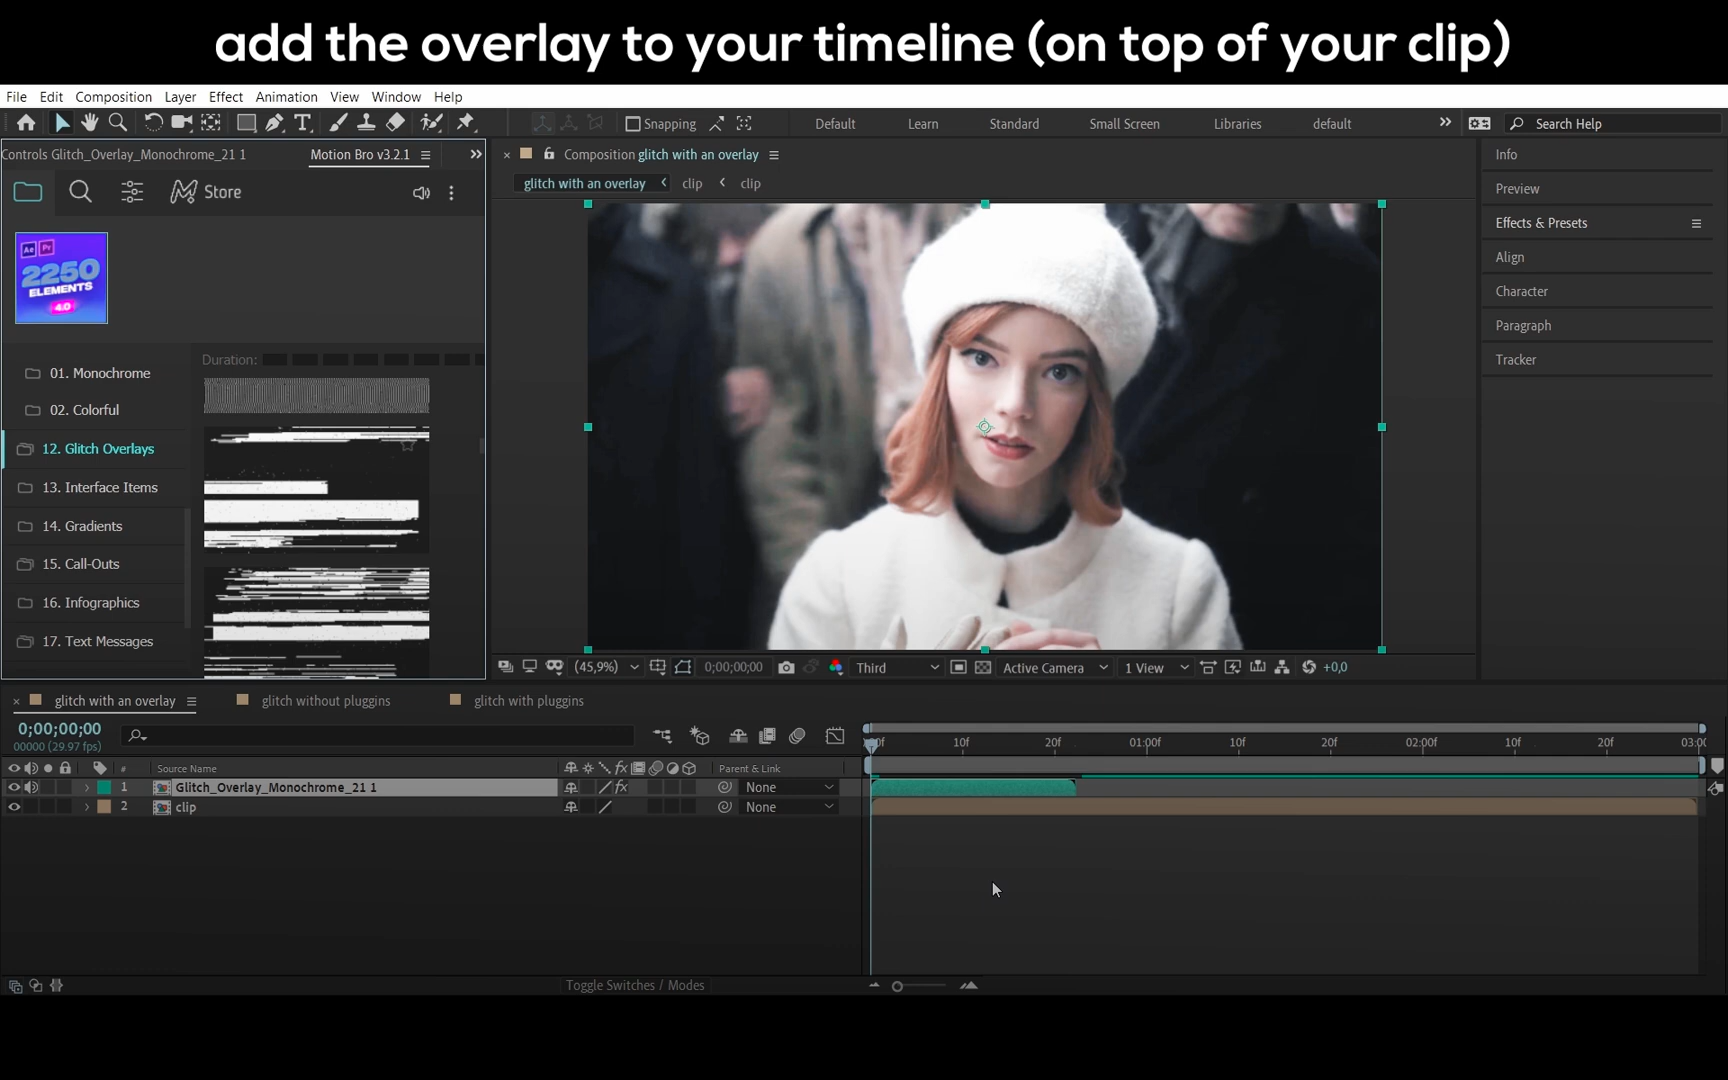 add the overlay to your timeline (on top of your clip)
File Edit Composition Layer Effect Animation View Window Help
Snapping Default Learn Standard Small Screen Libraries default Search Help
Controls Glitch_Overlay_Monochrome_21 1 Motion Bro v3.2.1
Composition glitch with an overlay
Info
Store
glitch with an overlay clip clip
Preview
Effects & Presets
Align
Character
Paragraph
Tracker
Ae Pr
2250
ELEMENTS
4.0
Duration:
01. Monochrome
02. Colorful
12. Glitch Overlays
13. Interface Items
14. Gradients
15. Call-Outs
16. Infographics
17. Text Messages
(45,9%) 0;00;00;00 Third Active Camera 1 View +0,0
glitch with an overlay glitch without pluggins glitch with pluggins
0;00;00;00
00000 (29.97 fps)
10f 20f 01:00f 10f 20f 02:00f 10f 20f
# Source Name fx Parent & Link
1 Glitch_Overlay_Monochrome_21 1 fx None
2 clip None
Toggle Switches / Modes